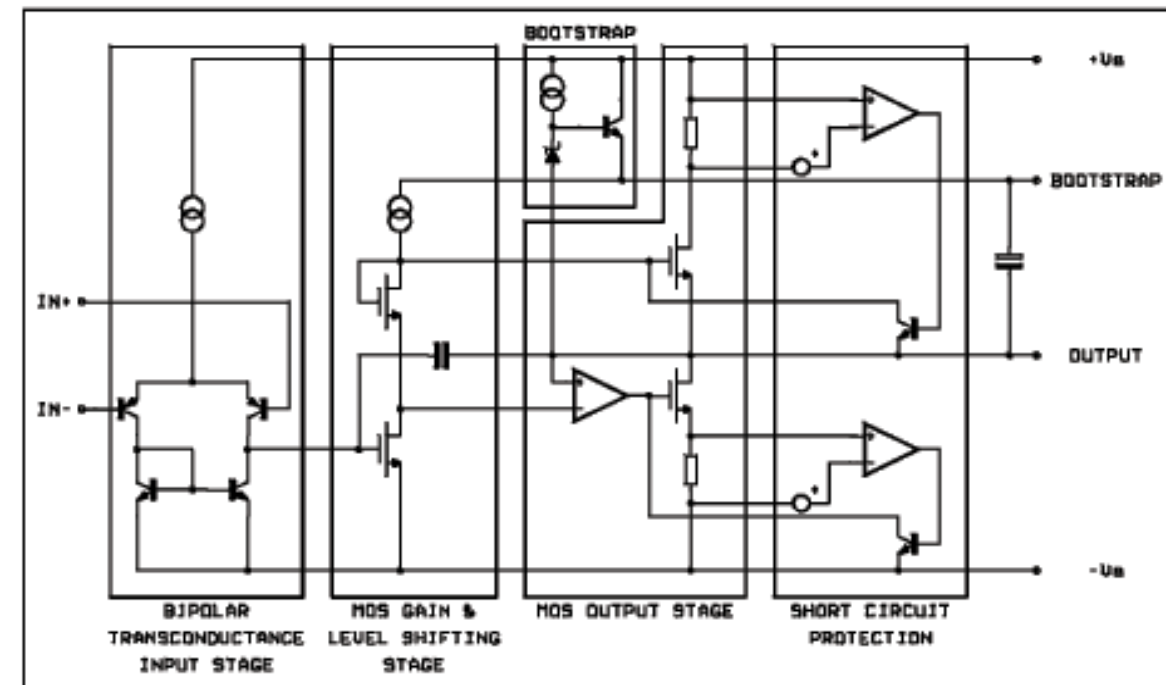 BOOTSTRAP
+Vs
BOOTSTRAP
IN+
OUTPUT
IN-
-Vs
BIPOLAR
TRANSCONDUCTANCE
INPUT STAGE
MOS GAIN &
LEVEL SHIFTING
STAGE
MOS OUTPUT STAGE
SHORT CIRCUIT
PROTECTION